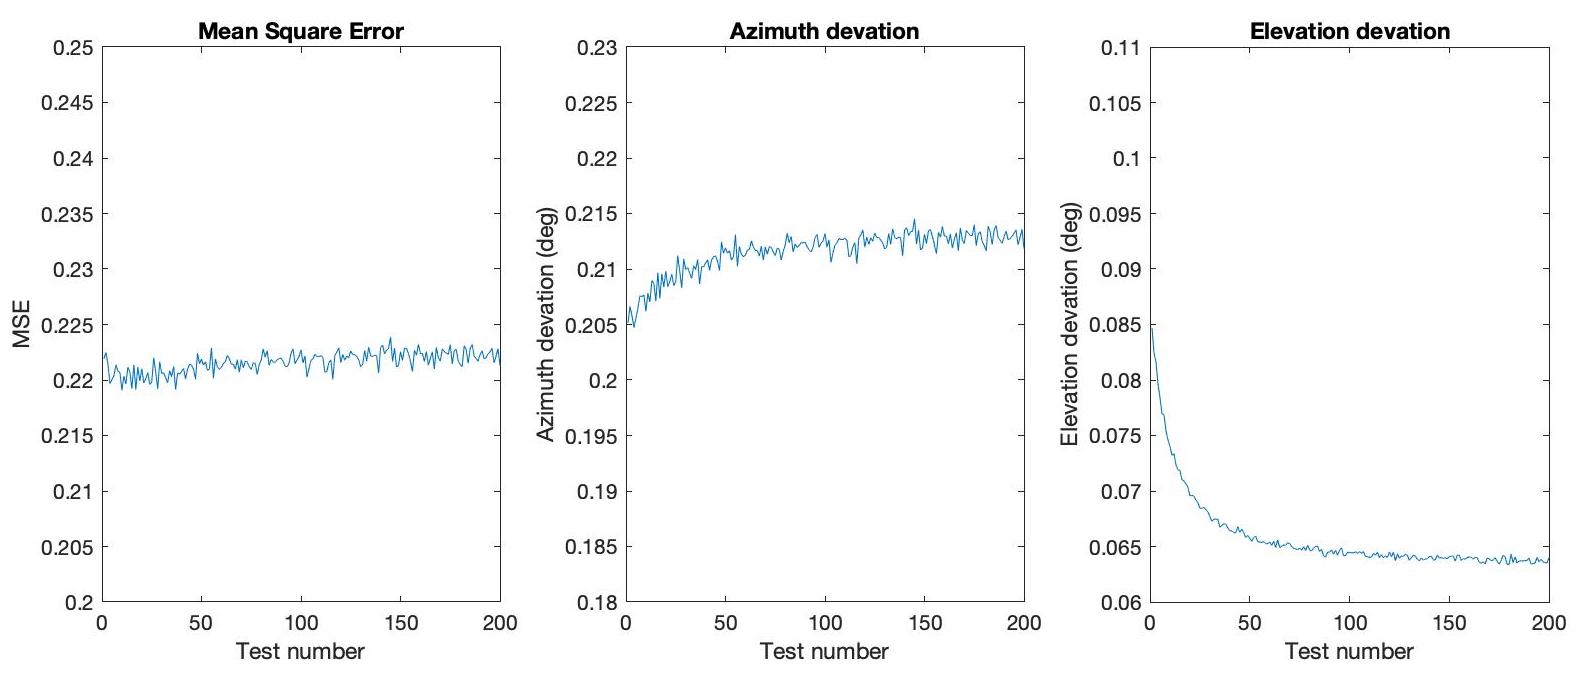 Mean Square Error
0.25
0.245
0.24
0.235
0.23
0.225
0.22
0.215
0.21
0.205
0.2
MSE
0 50 100 150 200
Test number
Azimuth devation
0.23
0.225
0.22
0.215
0.21
0.205
0.2
0.195
0.19
0.185
0.18
Azimuth devation (deg)
0 50 100 150 200
Test number
Elevation devation
0.11
0.105
0.1
0.095
0.09
0.085
0.08
0.075
0.07
0.065
0.06
Elevation devation (deg)
0 50 100 150 200
Test number